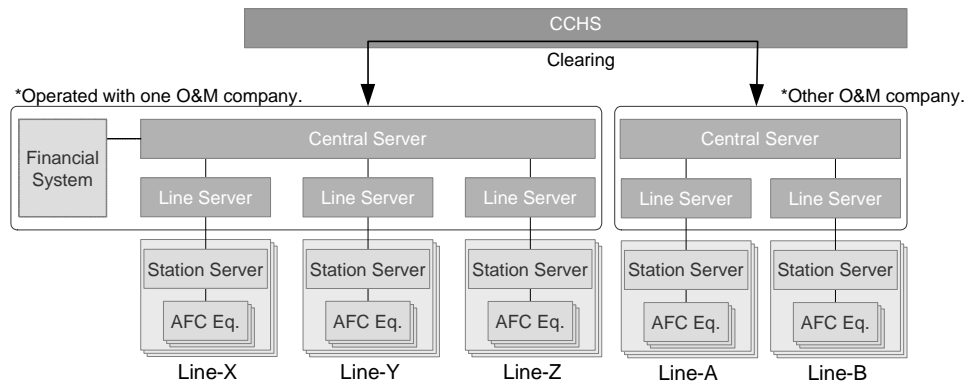 CCHS
Clearing
*Operated with one O&M company.
*Other O&M company.
Financial
System
Central Server
Central Server
Line Server
Line Server
Line Server
Line Server
Line Server
Station Server
Station Server
Station Server
Station Server
Station Server
AFC Eq.
AFC Eq.
AFC Eq.
AFC Eq.
AFC Eq.
Line-X
Line-Y
Line-Z
Line-A
Line-B